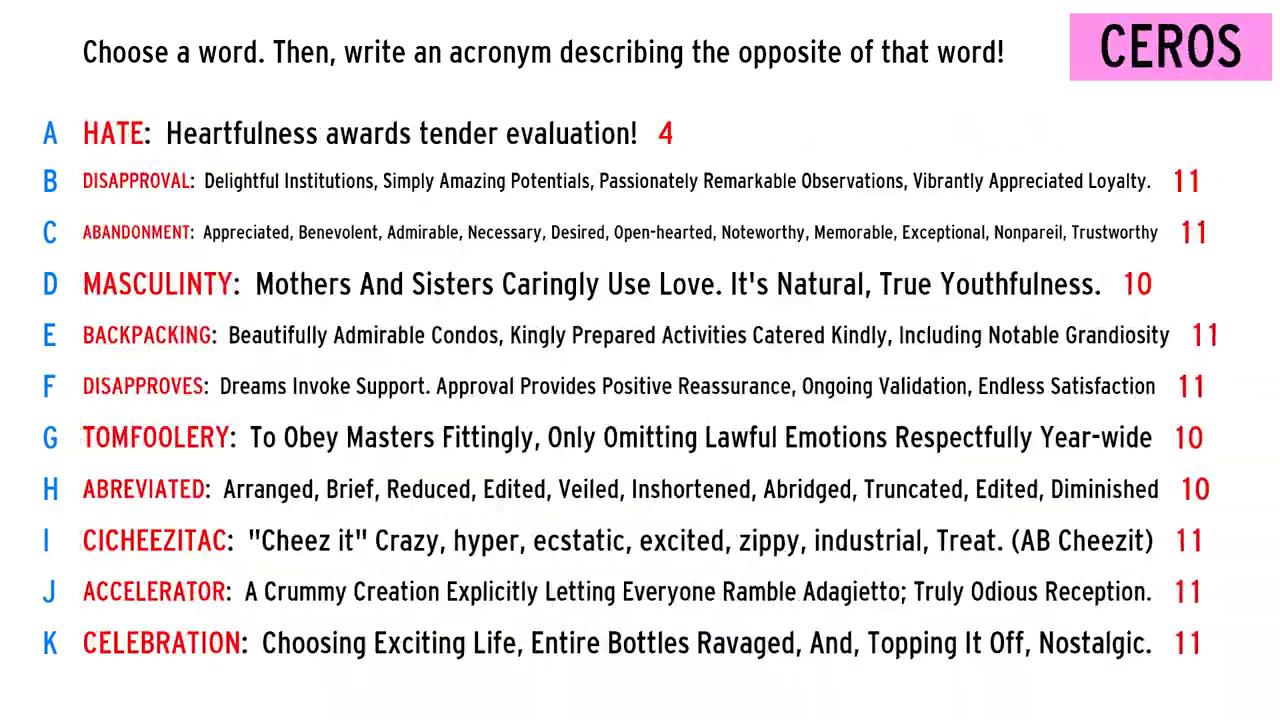 Choose a word. Then, write an acronym describing the opposite of that word!
CEROS
A HATE: Heartfulness awards tender evaluation! 4
B DISAPPROVAL: Delightful Institutions, Simply Amazing Potentials, Passionately Remarkable Observations, Vibrantly Appreciated Loyalty. 11
C ABANDONMENT: Appreciated, Benevolent, Admirable, Necessary, Desired, Open-hearted, Noteworthy, Memorable, Exceptional, Nonpareil, Trustworthy 11
D MASCULINTY: Mothers And Sisters Caringly Use Love. It's Natural, True Youthfulness. 10
E BACKPACKING: Beautifully Admirable Condos, Kingly Prepared Activities Catered Kindly, Including Notable Grandiosity 11
F DISAPPROVES: Dreams Invoke Support. Approval Provides Positive Reassurance, Ongoing Validation, Endless Satisfaction 11
G TOMFOOLERY: To Obey Masters Fittingly, Only Omitting Lawful Emotions Respectfully Year-wide 10
H ABREVIATED: Arranged, Brief, Reduced, Edited, Veiled, Inshortened, Abridged, Truncated, Edited, Diminished 10
I CICHEEZITAC: "Cheez it" Crazy, hyper, ecstatic, excited, zippy, industrial, Treat. (AB Cheezit) 11
J ACCELERATOR: A Crummy Creation Explicitly Letting Everyone Ramble Adagietto; Truly Odious Reception. 11
K CELEBRATION: Choosing Exciting Life, Entire Bottles Ravaged, And, Topping It Off, Nostalgic. 11